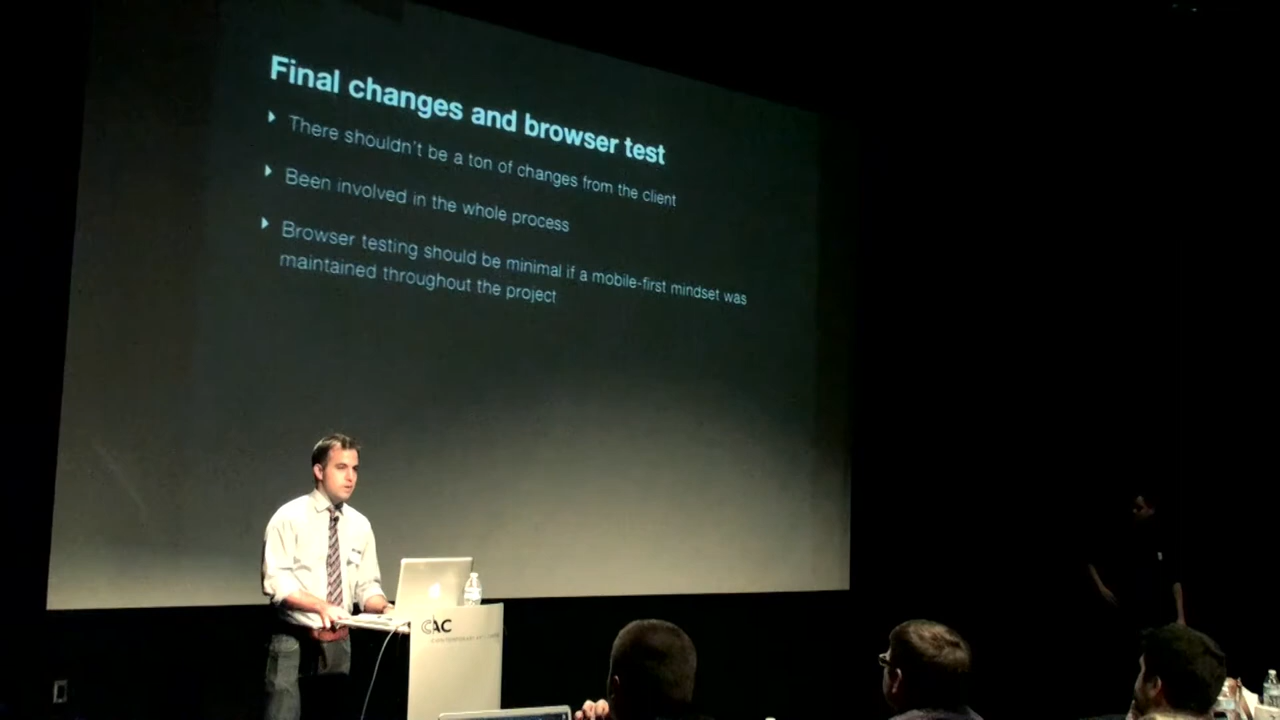 Final changes and browser test
There shouldn't be a ton of changes from the client
Been involved in the whole process
Browser testing should be minimal if a mobile-first mindset was
maintained throughout the project
CAC